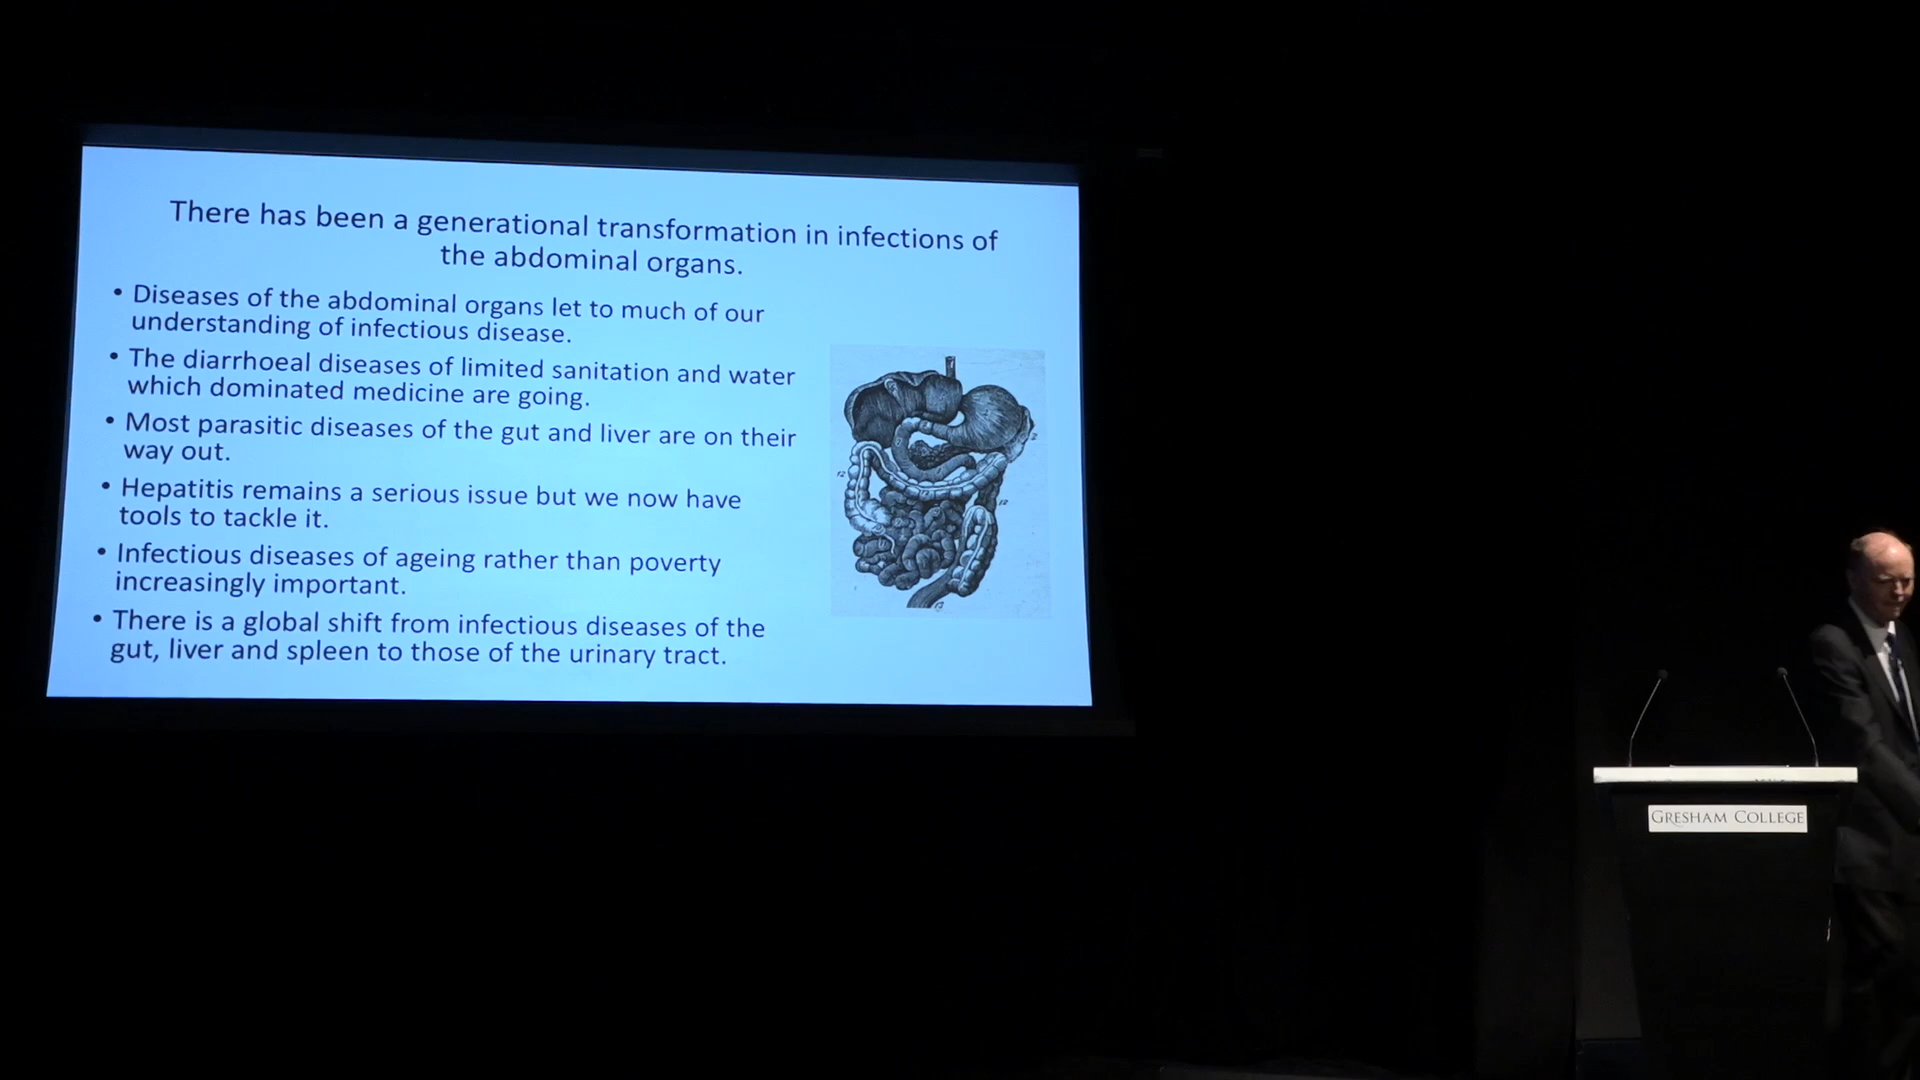 There has been a generational transformation in infections of
the abdominal organs.
• Diseases of the abdominal organs let to much of our
understanding of infectious disease.
• The diarrhoeal diseases of limited sanitation and water
which dominated medicine are going.
• Most parasitic diseases of the gut and liver are on their
way out.
• Hepatitis remains a serious issue but we now have
tools to tackle it.
• Infectious diseases of ageing rather than poverty
increasingly important.
• There is a global shift from infectious diseases of the
gut, liver and spleen to those of the urinary tract.
GRESHAM COLLEGE